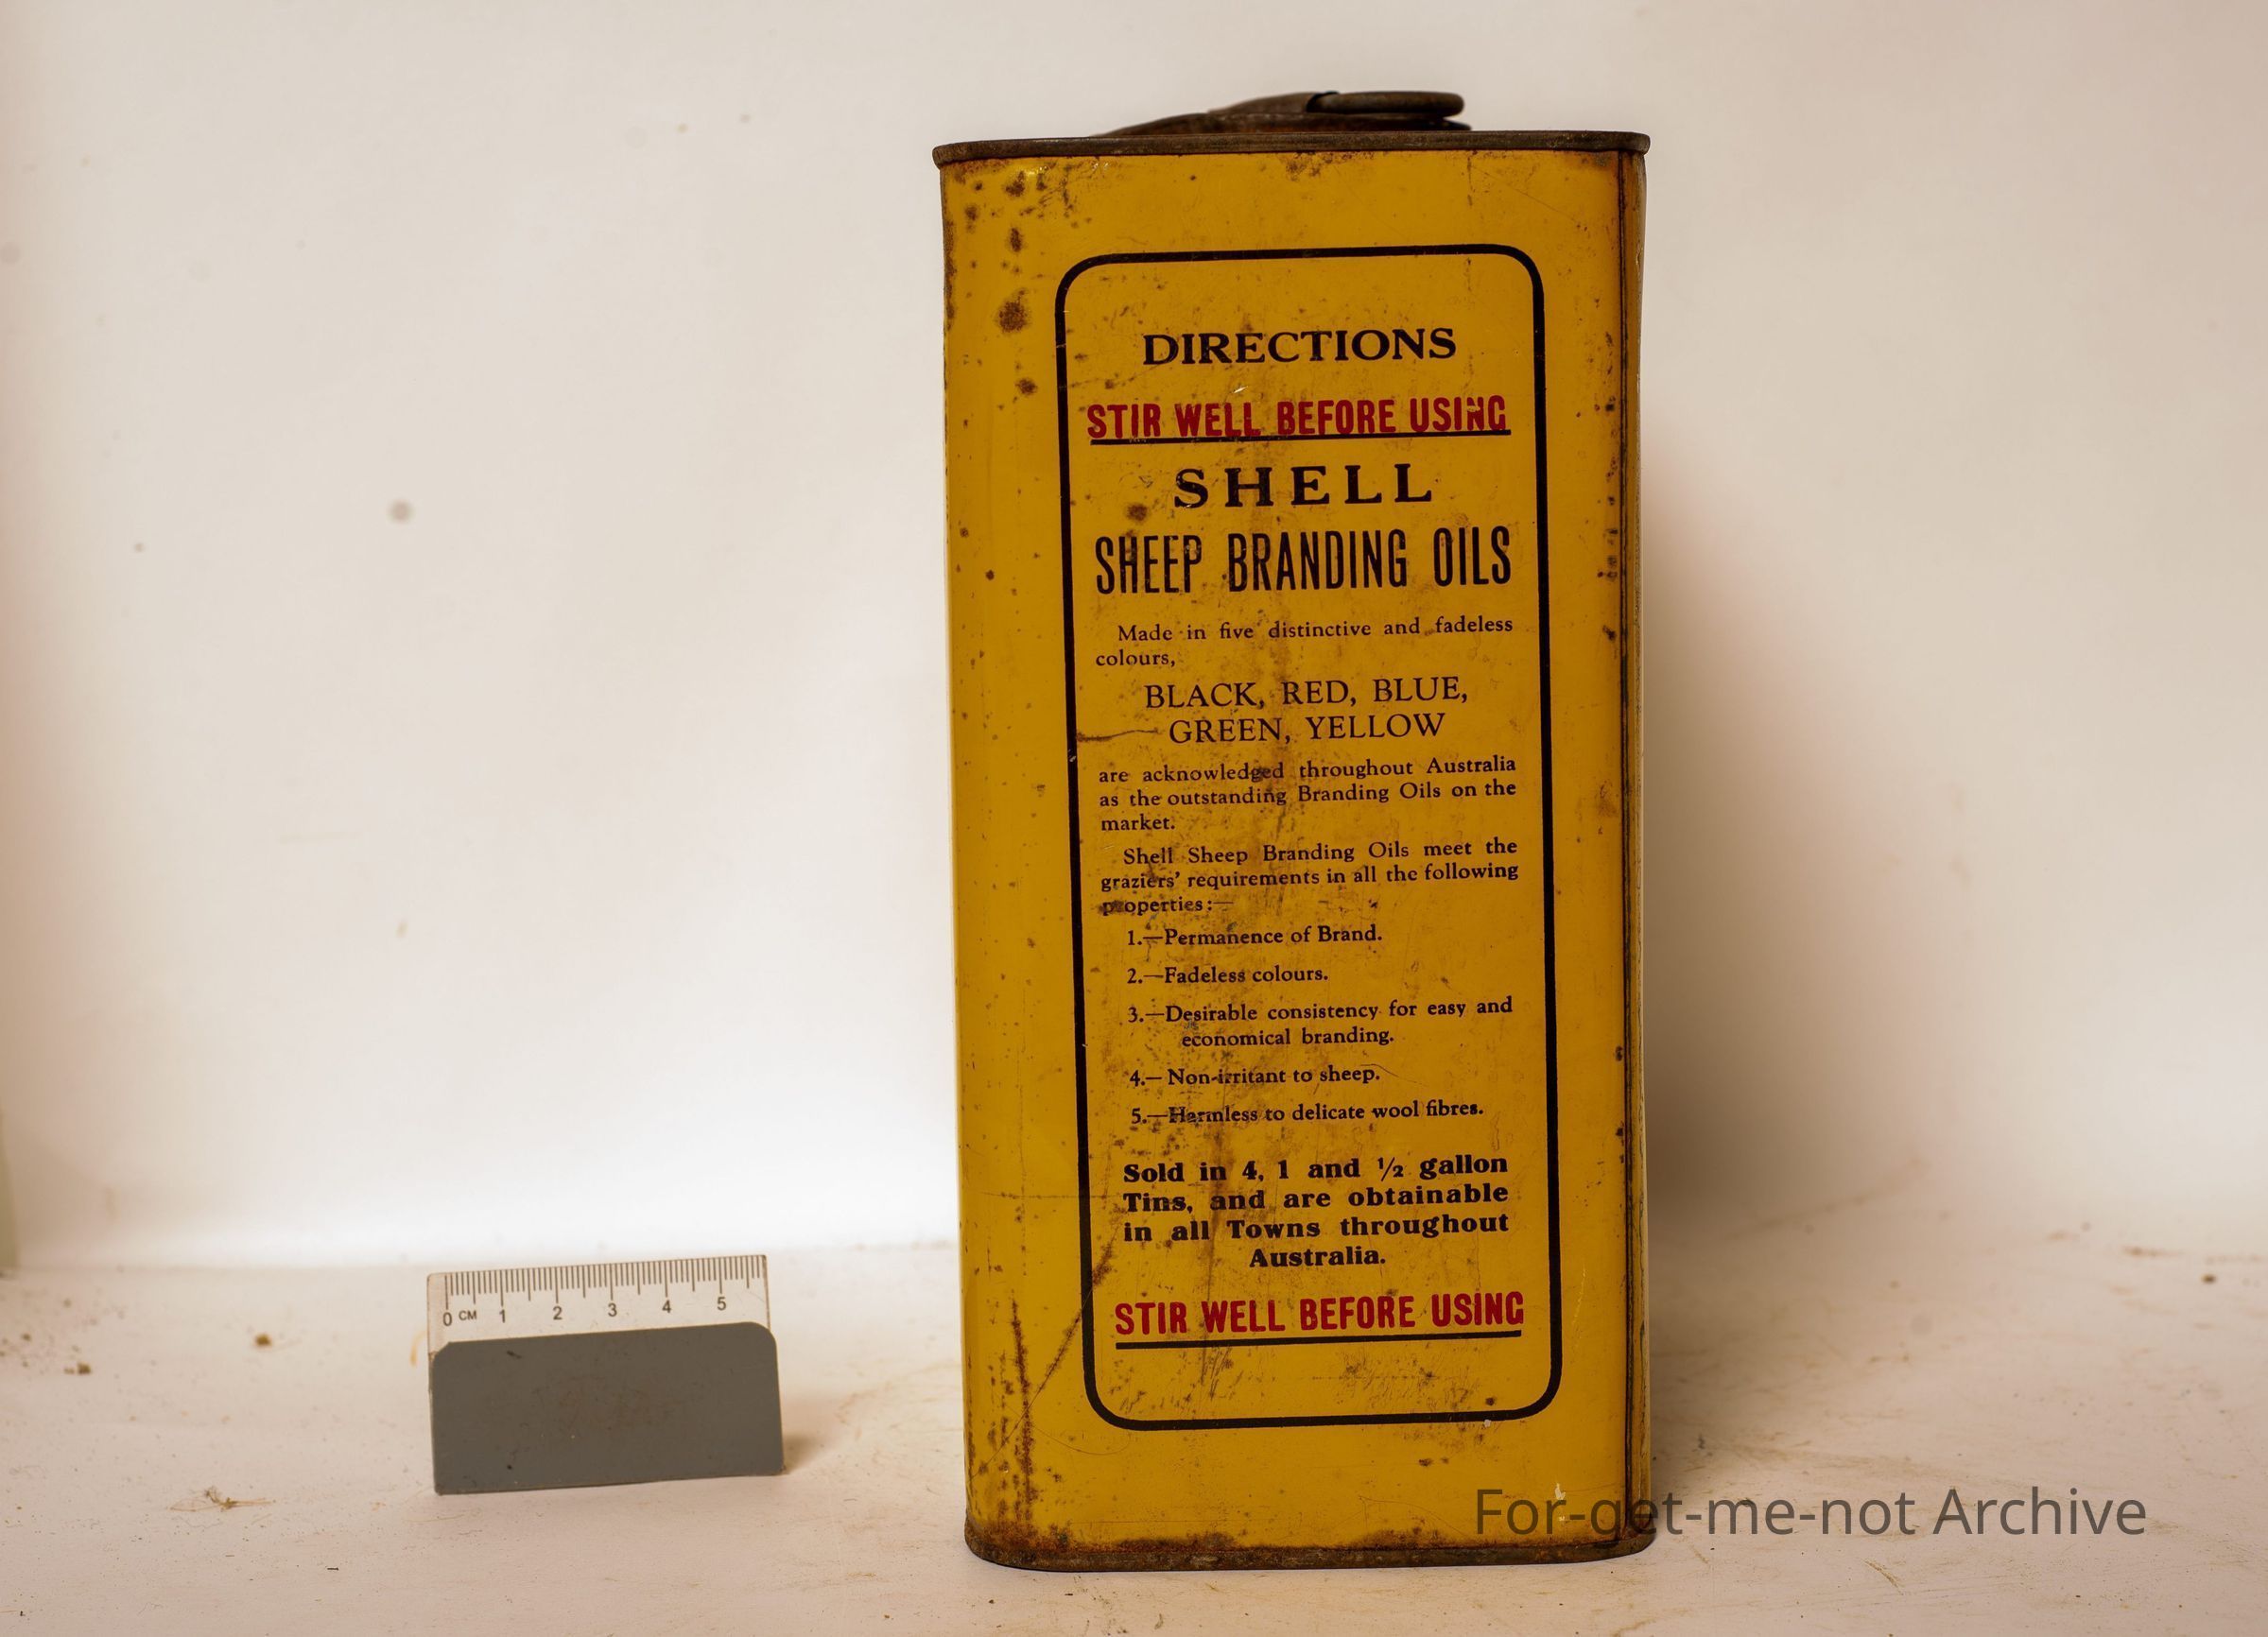 DIRECTIONS
STIR WELL BEFORE USING
SHELL
SHEEP BRANDING OILS
Made in five distinctive and fadeless
colours,
BLACK, RED, BLUE,
GREEN, YELLOW
are acknowledged throughout Australia
as the outstanding Branding Oils on the
market.
Shell Sheep Branding Oils meet the
graziers' requirements in all the following
properties:—
1.—Permanence of Brand.
2.—Fadeless colours.
3.—Desirable consistency for easy and
economical branding.
4.—Non-irritant to sheep.
5.—Harmless to delicate wool fibres.
Sold in 4, 1 and ½ gallon
Tins, and are obtainable
in all Towns throughout
Australia.
STIR WELL BEFORE USING
0 CM 1 2 3 4 5
For-get-me-not Archive